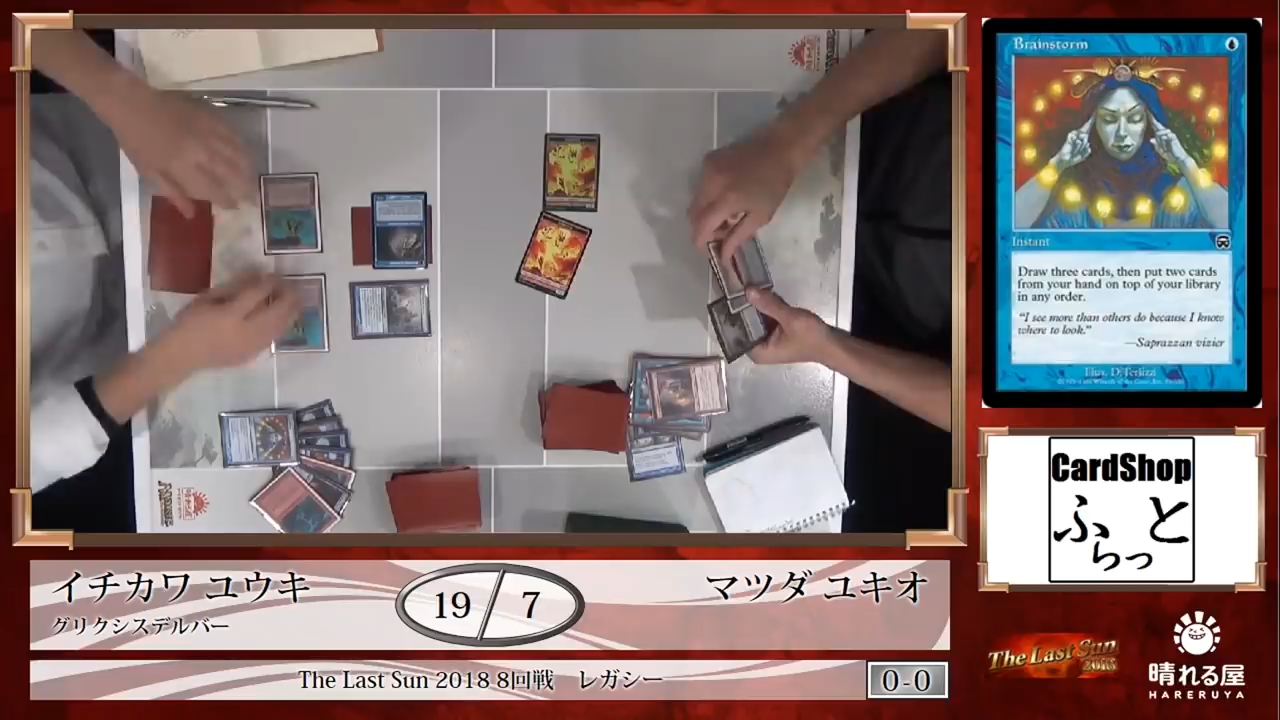 Brainstorm
Instant
Draw three cards, then put two cards
from your hand on top of your library
in any order.
"I see more than others do because I know
where to look."
—Saprazzan vizier
Illus. D. Terlizzi
CardShop
ふらっと
イチカワ ユウキ
グリクシスデルバー
19
7
マツダ ユキオ
The Last Sun 2018 8回戦 レガシー
0-0
The Last Sun
2018
晴れる屋
HARERUYA